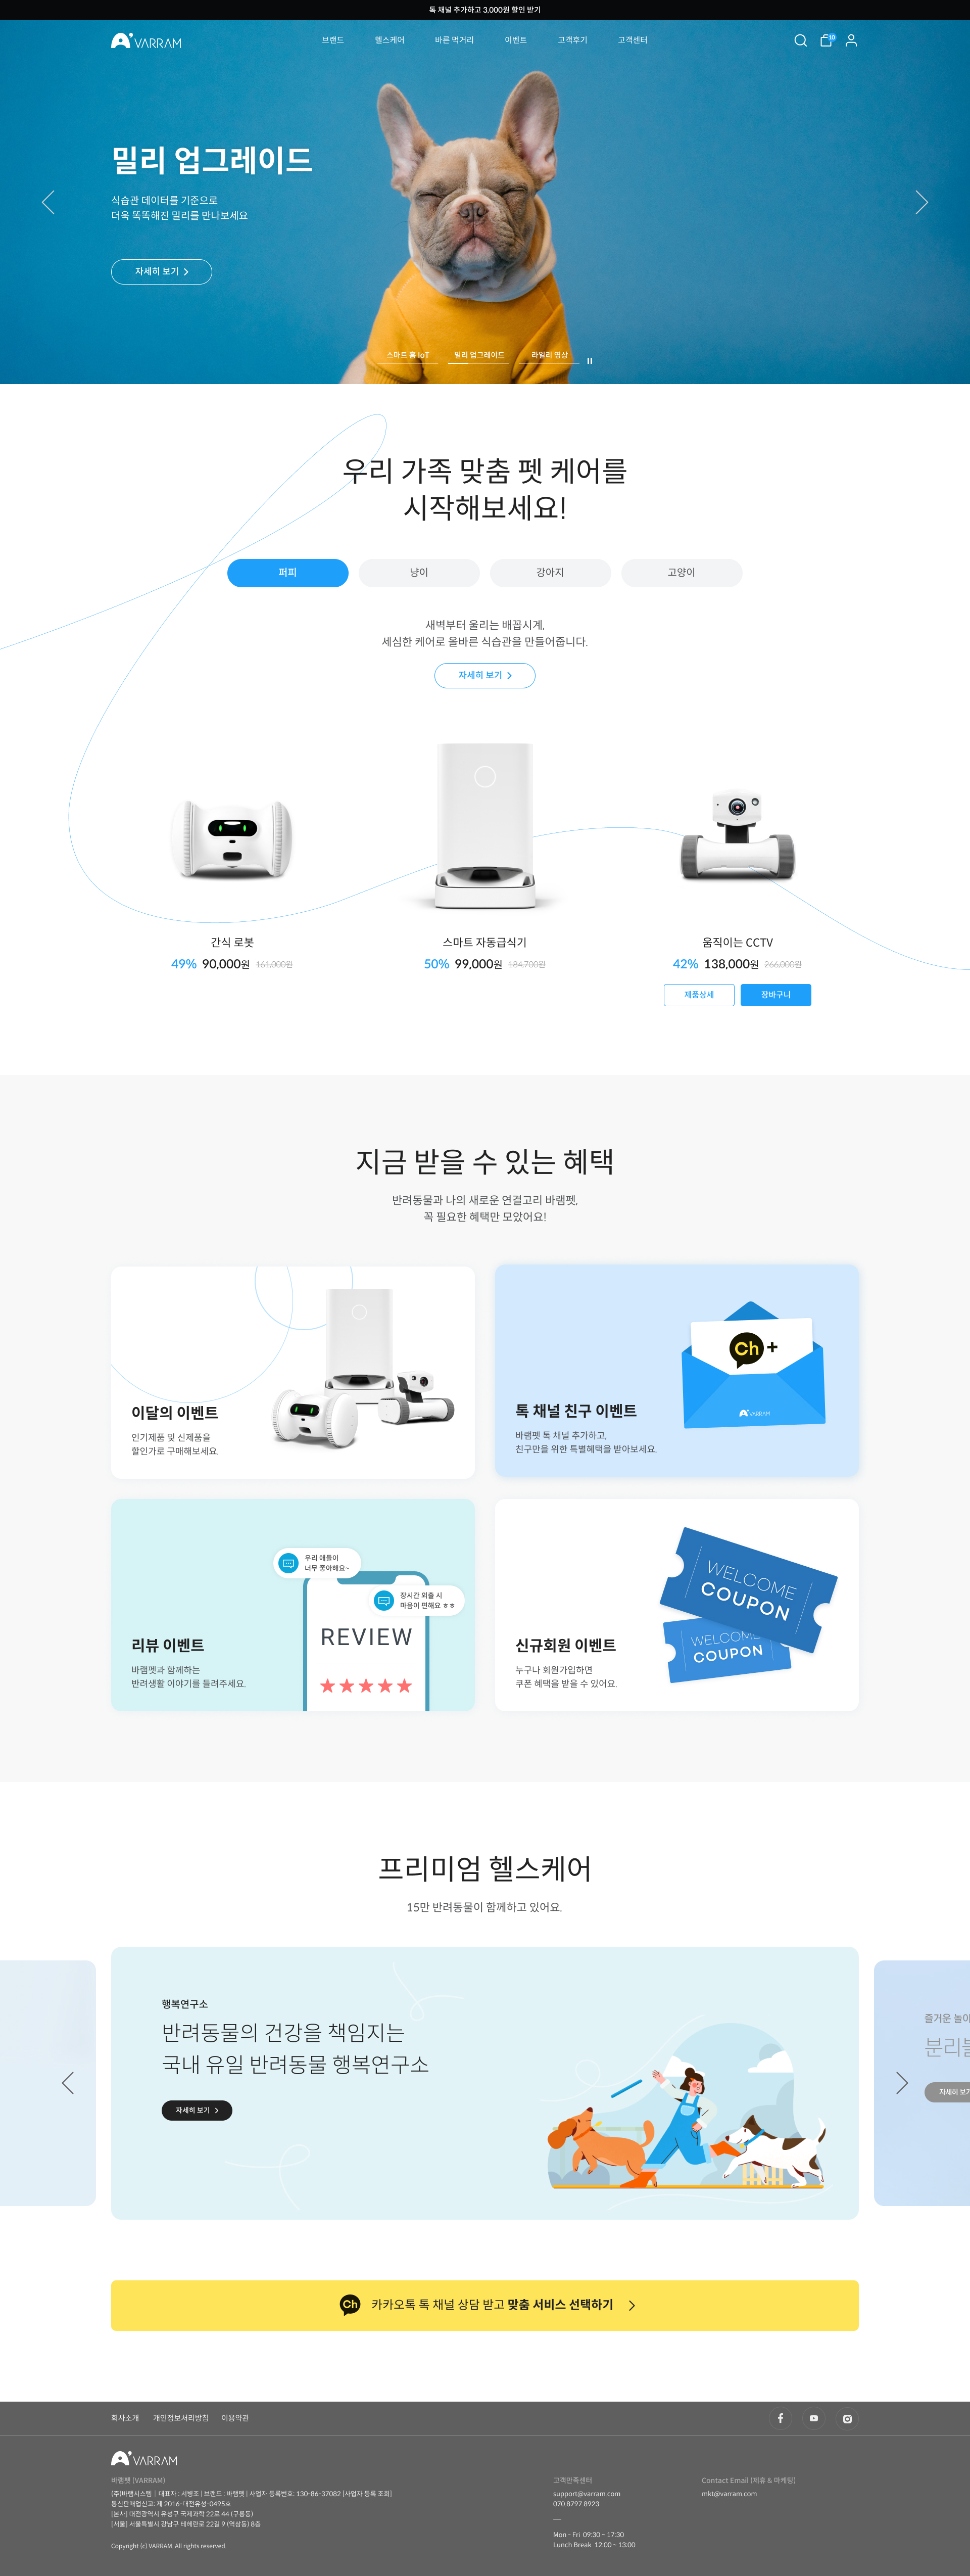 톡 채널 추가하고 3,000원 할인 받기
VARRAM
브랜드 헬스케어 바른 먹거리 이벤트 고객후기 고객센터
10
밀리 업그레이드
식습관 데이터를 기준으로
더욱 똑똑해진 밀리를 만나보세요
자세히 보기
스마트 홈 IoT 밀리 업그레이드 라일리 영상
우리 가족 맞춤 펫 케어를
시작해보세요!
퍼피 냥이 강아지 고양이
새벽부터 울리는 배꼽시계,
세심한 케어로 올바른 식습관을 만들어줍니다.
자세히 보기
간식 로봇
49% 90,000원 161,000원
스마트 자동급식기
50% 99,000원 184,700원
움직이는 CCTV
42% 138,000원 266,000원
제품상세 장바구니
지금 받을 수 있는 혜택
반려동물과 나의 새로운 연결고리 바램펫,
꼭 필요한 혜택만 모았어요!
이달의 이벤트
인기제품 및 신제품을
할인가로 구매해보세요.
Ch+
VARRAM
톡 채널 친구 이벤트
바램펫 톡 채널 추가하고,
친구만을 위한 특별혜택을 받아보세요.
우리 애들이
너무 좋아해요~
장시간 외출 시
마음이 편해요 ㅎㅎ
REVIEW
리뷰 이벤트
바램펫과 함께하는
반려생활 이야기를 들려주세요.
WELCOME
COUPON
WELCOME
COUPON
신규회원 이벤트
누구나 회원가입하면
쿠폰 혜택을 받을 수 있어요.
프리미엄 헬스케어
15만 반려동물이 함께하고 있어요.
행복연구소
반려동물의 건강을 책임지는
국내 유일 반려동물 행복연구소
자세히 보기
즐거운 놀이
분리불
자세히 보기
Ch 카카오톡 톡 채널 상담 받고 맞춤 서비스 선택하기
회사소개 개인정보처리방침 이용약관
VARRAM
바램펫 (VARRAM)
(주)바램시스템 | 대표자 : 서병조 | 브랜드 : 바램펫 | 사업자 등록번호: 130-86-37082 [사업자 등록 조회]
통신판매업신고: 제 2016-대전유성-0495호
[본사] 대전광역시 유성구 국제과학 22로 44 (구룡동)
[서울] 서울특별시 강남구 테헤란로 22길 9 (역삼동) 8층
Copyright (c) VARRAM. All rights reserved.
고객만족센터
support@varram.com
070.8797.8923
Mon - Fri 09:30 ~ 17:30
Lunch Break 12:00 ~ 13:00
Contact Email (제휴 & 마케팅)
mkt@varram.com